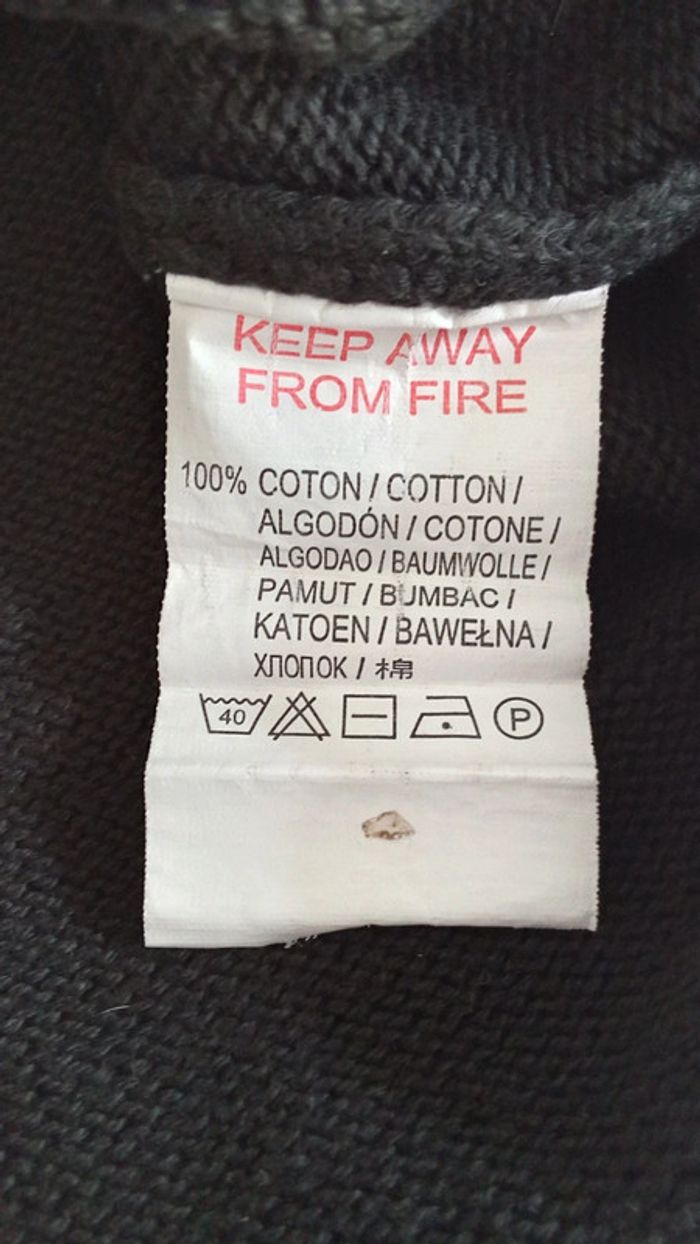 KEEP AWAY
FROM FIRE
100% COTON / COTTON /
ALGODÓN / COTONE /
ALGODAO / BAUMWOLLE /
PAMUT / BUMBAC /
KATOEN / BAWEŁNA /
ХЛОПОК / 棉
40 P